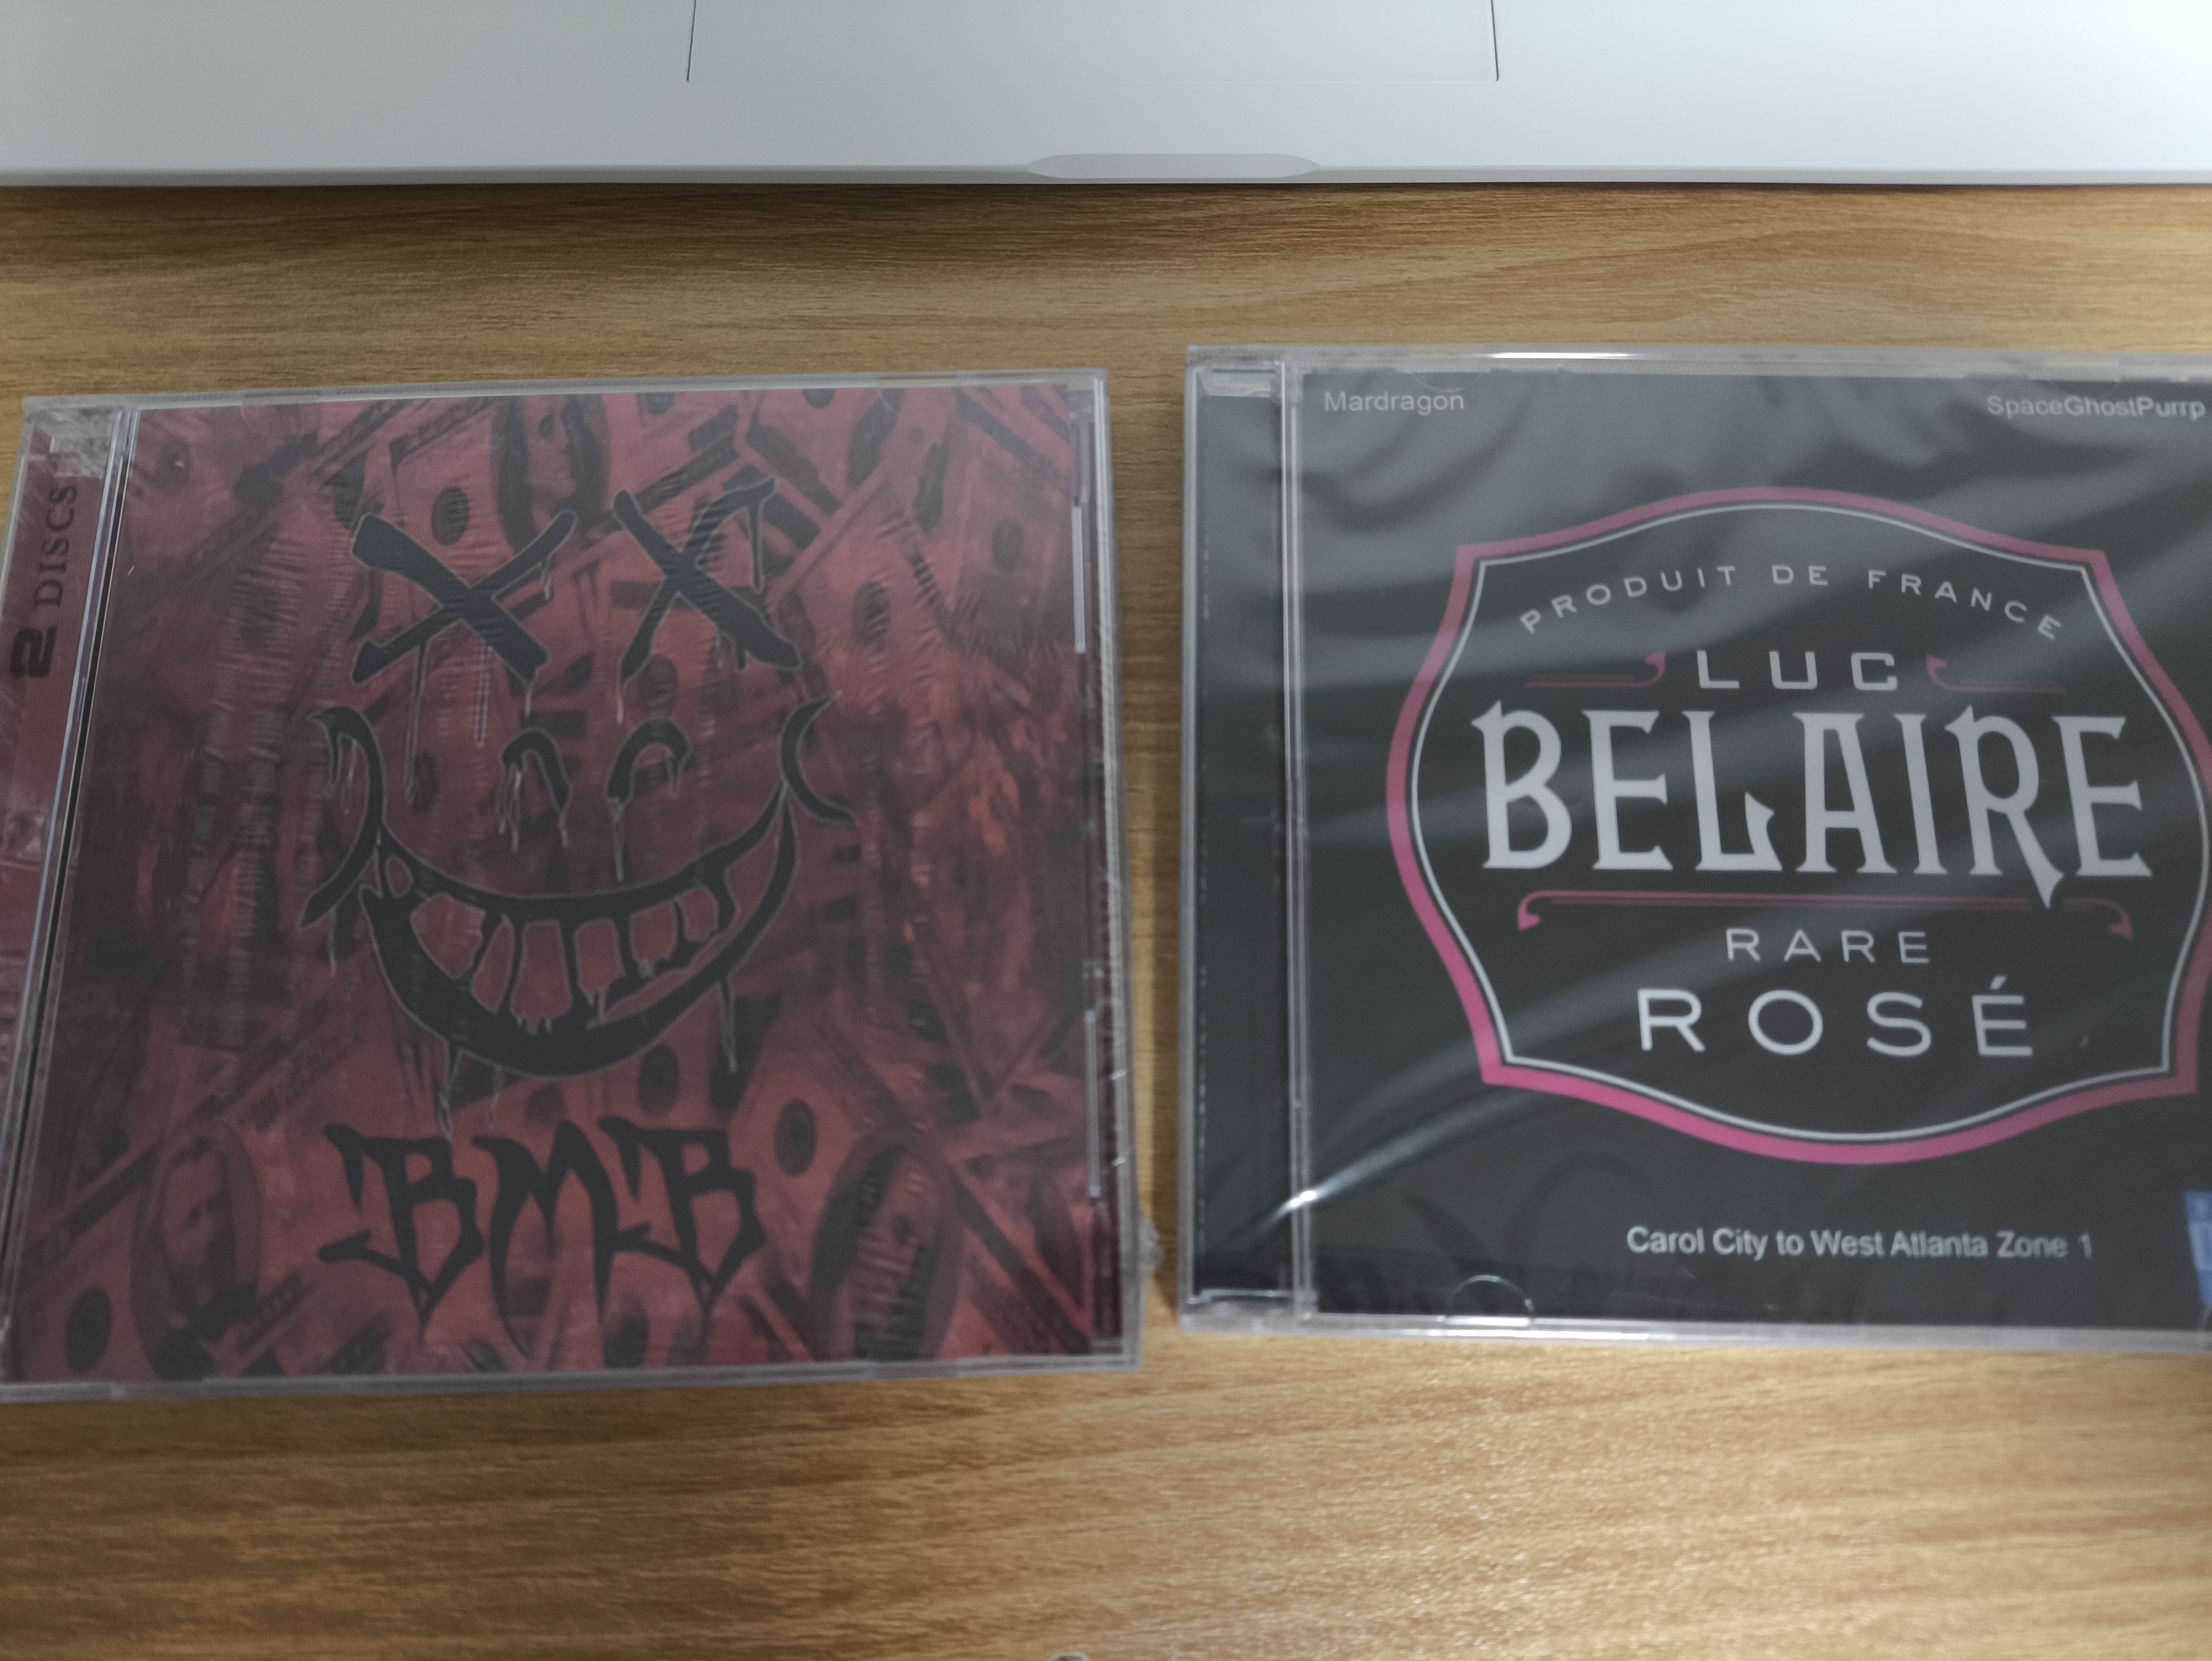 2 DISCS
BMB
Mardragon
SpaceGhostPurrp
PRODUIT DE FRANCE
LUC
BELAIRE
RARE
ROSÉ
Carol City to West Atlanta Zone 1